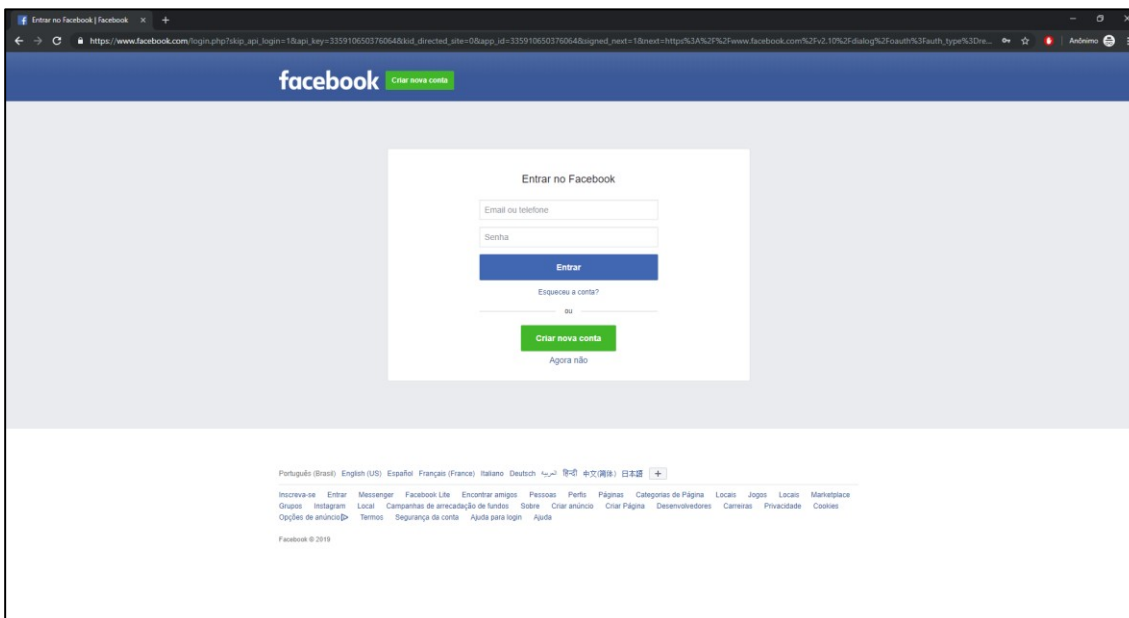 Entrar no Facebook | Facebook
https://www.facebook.com/login.php?skip_api_login=1&api_key=335910650376064&kid_directed_site=0&app_id=335910650376064&signed_next=1&next=https%3A%2F%2Fwww.facebook.com%2Fv2.10%2Fdialog%2Foauth%3Fauth_type%3Dre... Anônimo
facebook Criar nova conta
Entrar no Facebook
Email ou telefone
Senha
Entrar
Esqueceu a conta?
ou
Criar nova conta
Agora não
Português (Brasil) English (US) Español Français (France) Italiano Deutsch العربية हिन्दी 中文(简体) 日本語
Inscreva-se Entrar Messenger Facebook Lite Encontrar amigos Pessoas Perfis Páginas Categorias de Página Locais Jogos Locais Marketplace
Grupos Instagram Local Campanhas de arrecadação de fundos Sobre Criar anúncio Criar Página Desenvolvedores Carreiras Privacidade Cookies
Opções de anúncio Termos Segurança da conta Ajuda para login Ajuda
Facebook © 2019